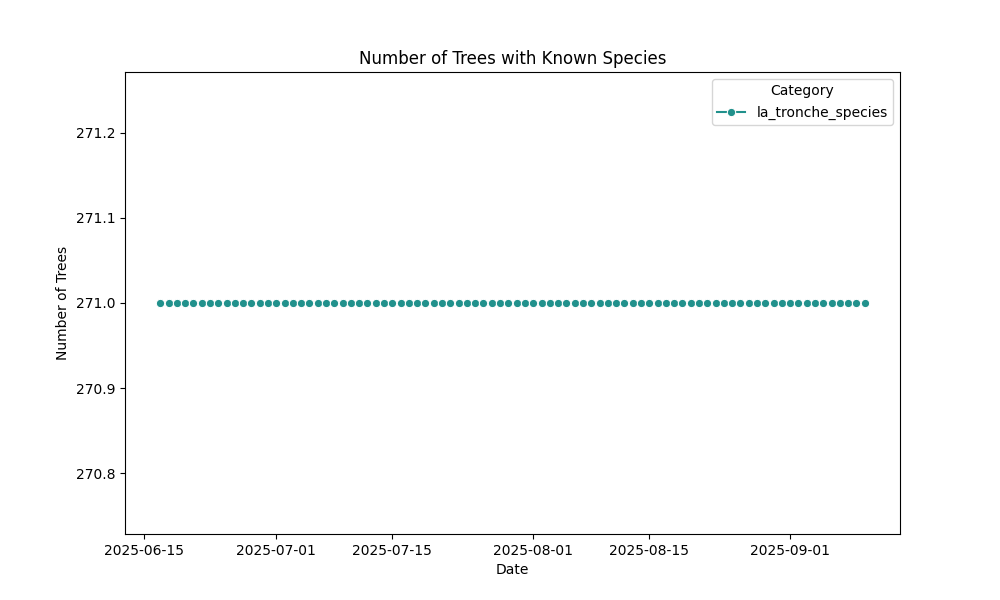 Number of Trees with Known Species
Category
la_tronche_species
Number of Trees
271.2
271.1
271.0
270.9
270.8
2025-06-15
2025-07-01
2025-07-15
2025-08-01
2025-08-15
2025-09-01
Date